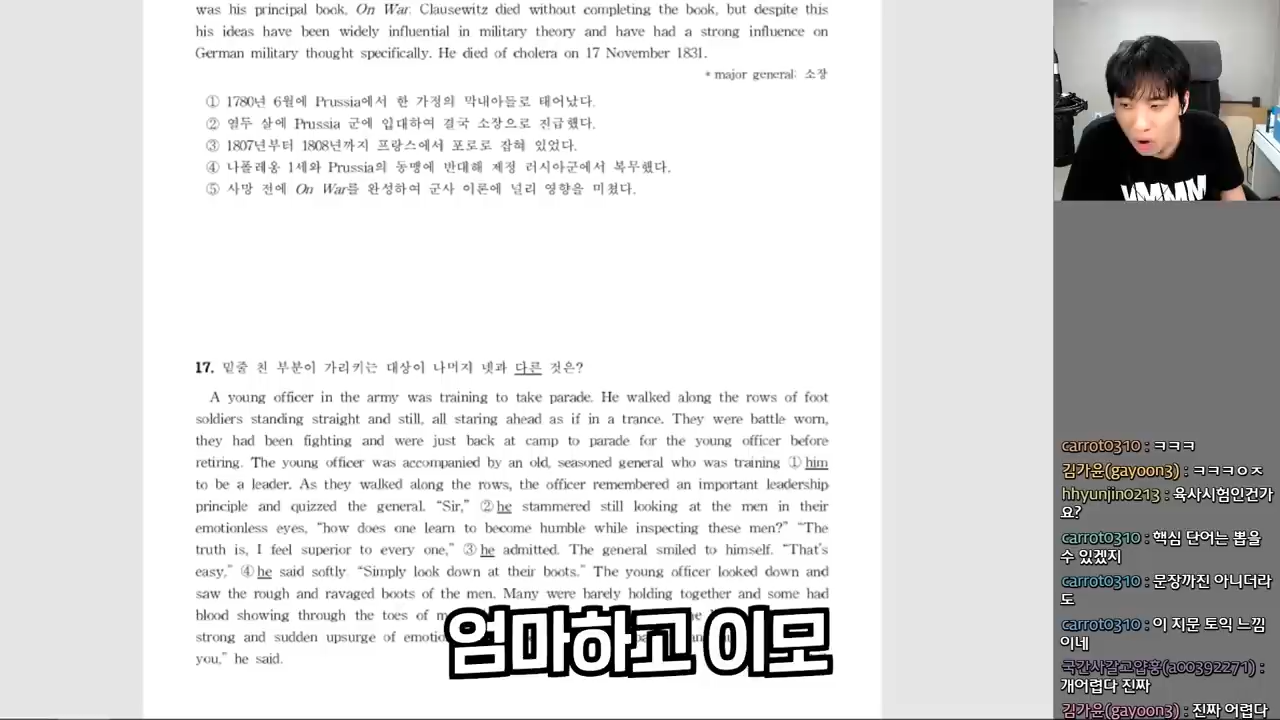 was his principal book, On War. Clausewitz died without completing the book, but despite this
his ideas have been widely influential in military theory and have had a strong influence on
German military thought specifically. He died of cholera on 17 November 1831.
* major general: 소장
① 1780년 6월에 Prussia에서 한 가정의 막내아들로 태어났다.
② 열두 살에 Prussia 군에 입대하여 결국 소장으로 진급했다.
③ 1807년부터 1808년까지 프랑스에서 포로로 잡혀 있었다.
④ 나폴레옹 1세와 Prussia의 동맹에 반대해 제정 러시아군에서 복무했다.
⑤ 사망 전에 On War를 완성하여 군사 이론에 널리 영향을 미쳤다.
17. 밑줄 친 부분이 가리키는 대상이 나머지 넷과 다른 것은?
A young officer in the army was training to take parade. He walked along the rows of foot
soldiers standing straight and still, all staring ahead as if in a trance. They were battle worn,
they had been fighting and were just back at camp to parade for the young officer before
retiring. The young officer was accompanied by an old, seasoned general who was training ① him
to be a leader. As they walked along the rows, the officer remembered an important leadership
principle and quizzed the general. “Sir,” ② he stammered still looking at the men in their
emotionless eyes, “how does one learn to become humble while inspecting these men?” “The
truth is, I feel superior to every one,” ③ he admitted. The general smiled to himself. “That's
easy,” ④ he said softly “Simply look down at their boots.” The young officer looked down and
saw the rough and ravaged boots of the men. Many were barely holding together and some had
blood showing through the toes of
strong and sudden upsurge of
you,” he said.
엄마하고 이모
carrot0310 : ㅋㅋㅋ
김가윤(gayoon3) : ㅋㅋㅋㅇㅈ
hhyunjin0213 : 육사시험인건가
요?
carrot0310 : 핵심 단어는 뽑을
수 있겠지
carrot0310 : 문장까진 아니더라
도
carrot0310 : 이 지문 토익 느낌
이네
국간사갈고얍홍(a00392271) :
개어렵다 진짜
김가윤(gayoon3) : 진짜 어렵다